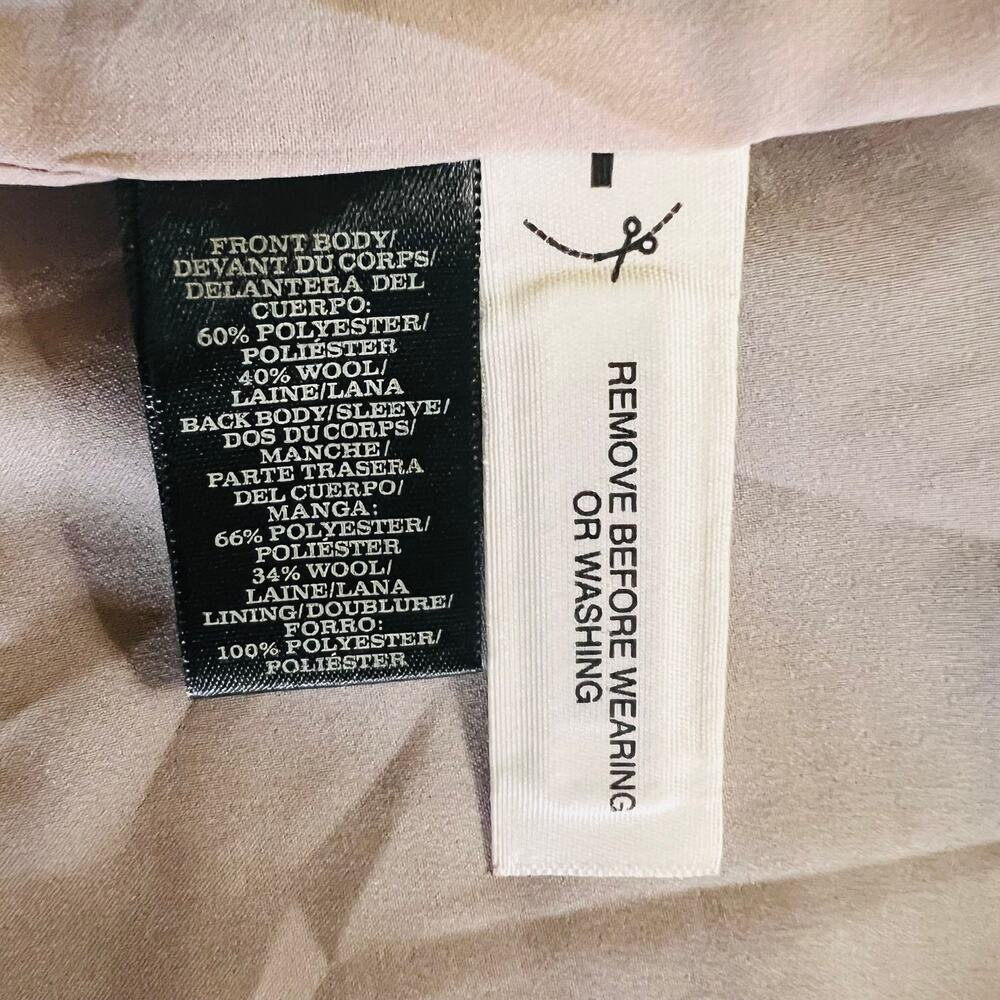 FRONT BODY/
DEVANT DU CORPS/
DELANTERA DEL
CUERPO:
60% POLYESTER/
POLIÉSTER
40% WOOL/
LAINE/LANA
BACK BODY/SLEEVE/
DOS DU CORPS/
MANCHE/
PARTE TRASERA
DEL CUERPO/
MANGA:
66% POLYESTER/
POLIÉSTER
34% WOOL/
LAINE/LANA
LINING/DOUBLURE/
FORRO:
100% POLYESTER/
POLIÉSTER
REMOVE BEFORE WEARING
OR WASHING